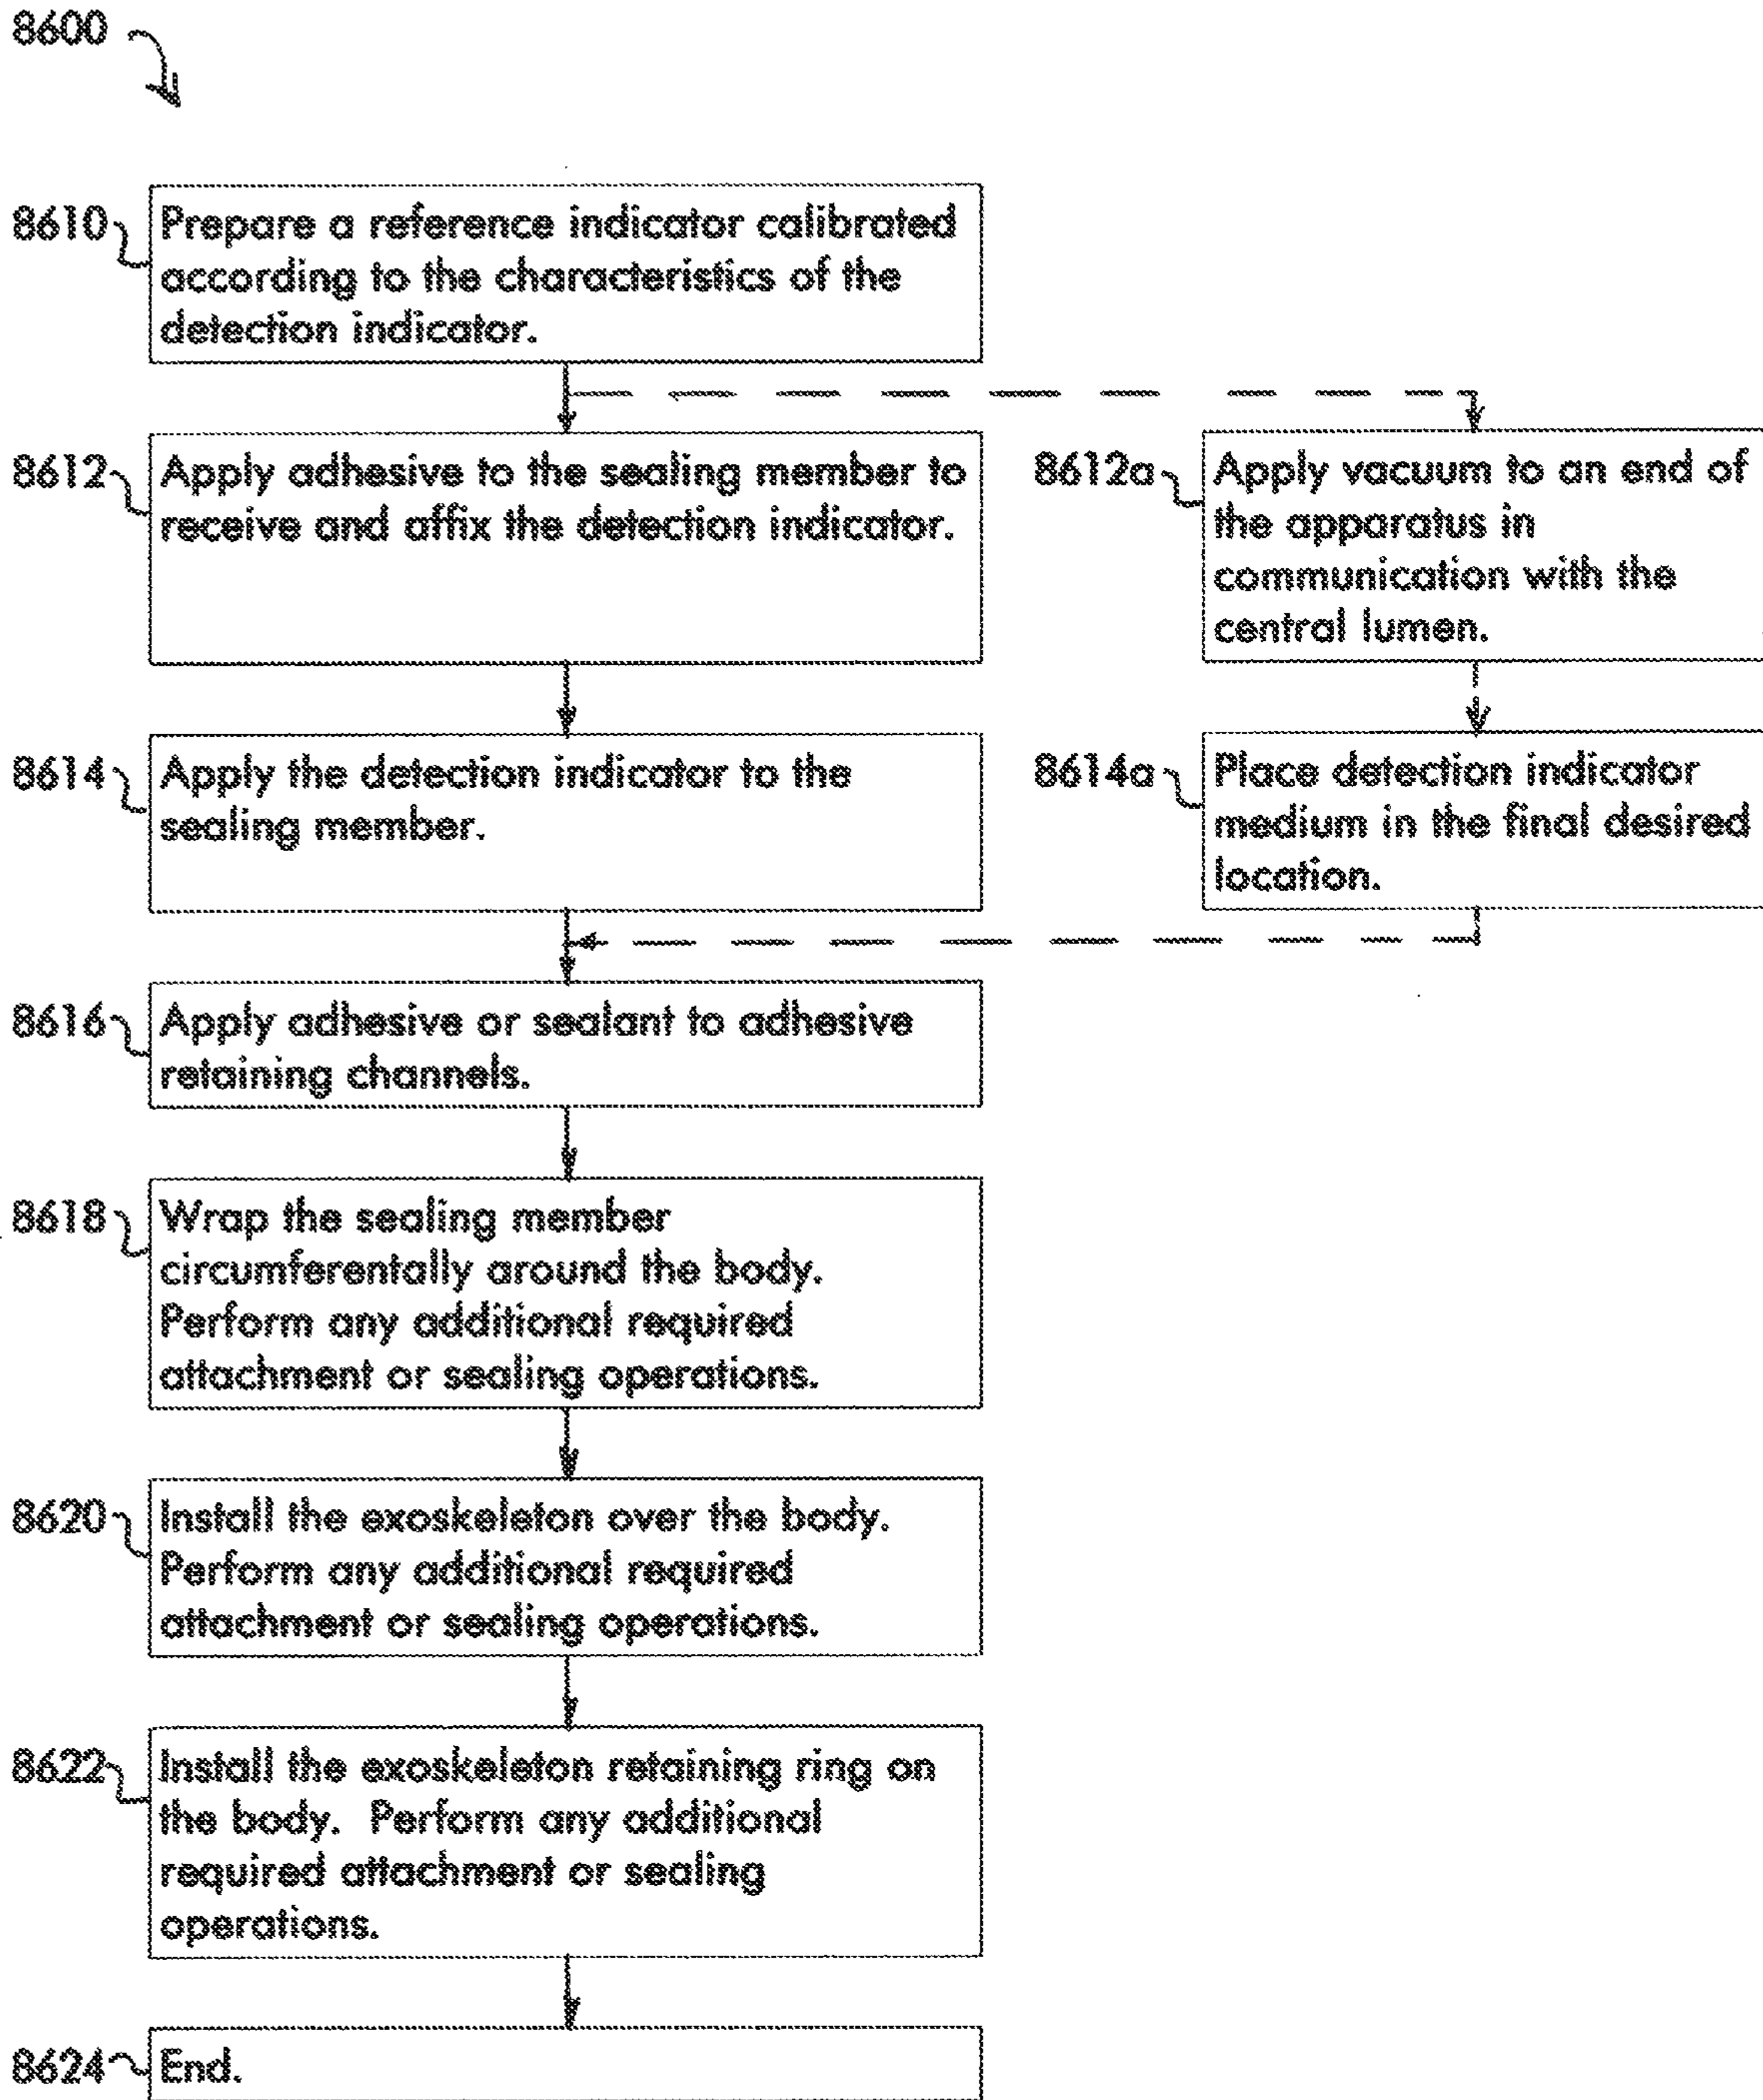 8600
8610
Prepare a reference indicator calibrated
according to the characteristics of the
detection indicator.
8612
Apply adhesive to the sealing member to
receive and affix the detection indicator.
8612a
Apply vacuum to an end of
the apparatus in
communication with the
central lumen.
8614
Apply the detection indicator to the
sealing member.
8614a
Place detection indicator
medium in the final desired
location.
8616
Apply adhesive or sealant to adhesive
retaining channels.
8618
Wrap the sealing member
circumferentally around the body.
Perform any additional required
attachment or sealing operations.
8620
Install the exoskeleton over the body.
Perform any additional required
attachment or sealing operations.
8622
Install the exoskeleton retaining ring on
the body.  Perform any additional
required attachment or sealing
operations.
8624
End.